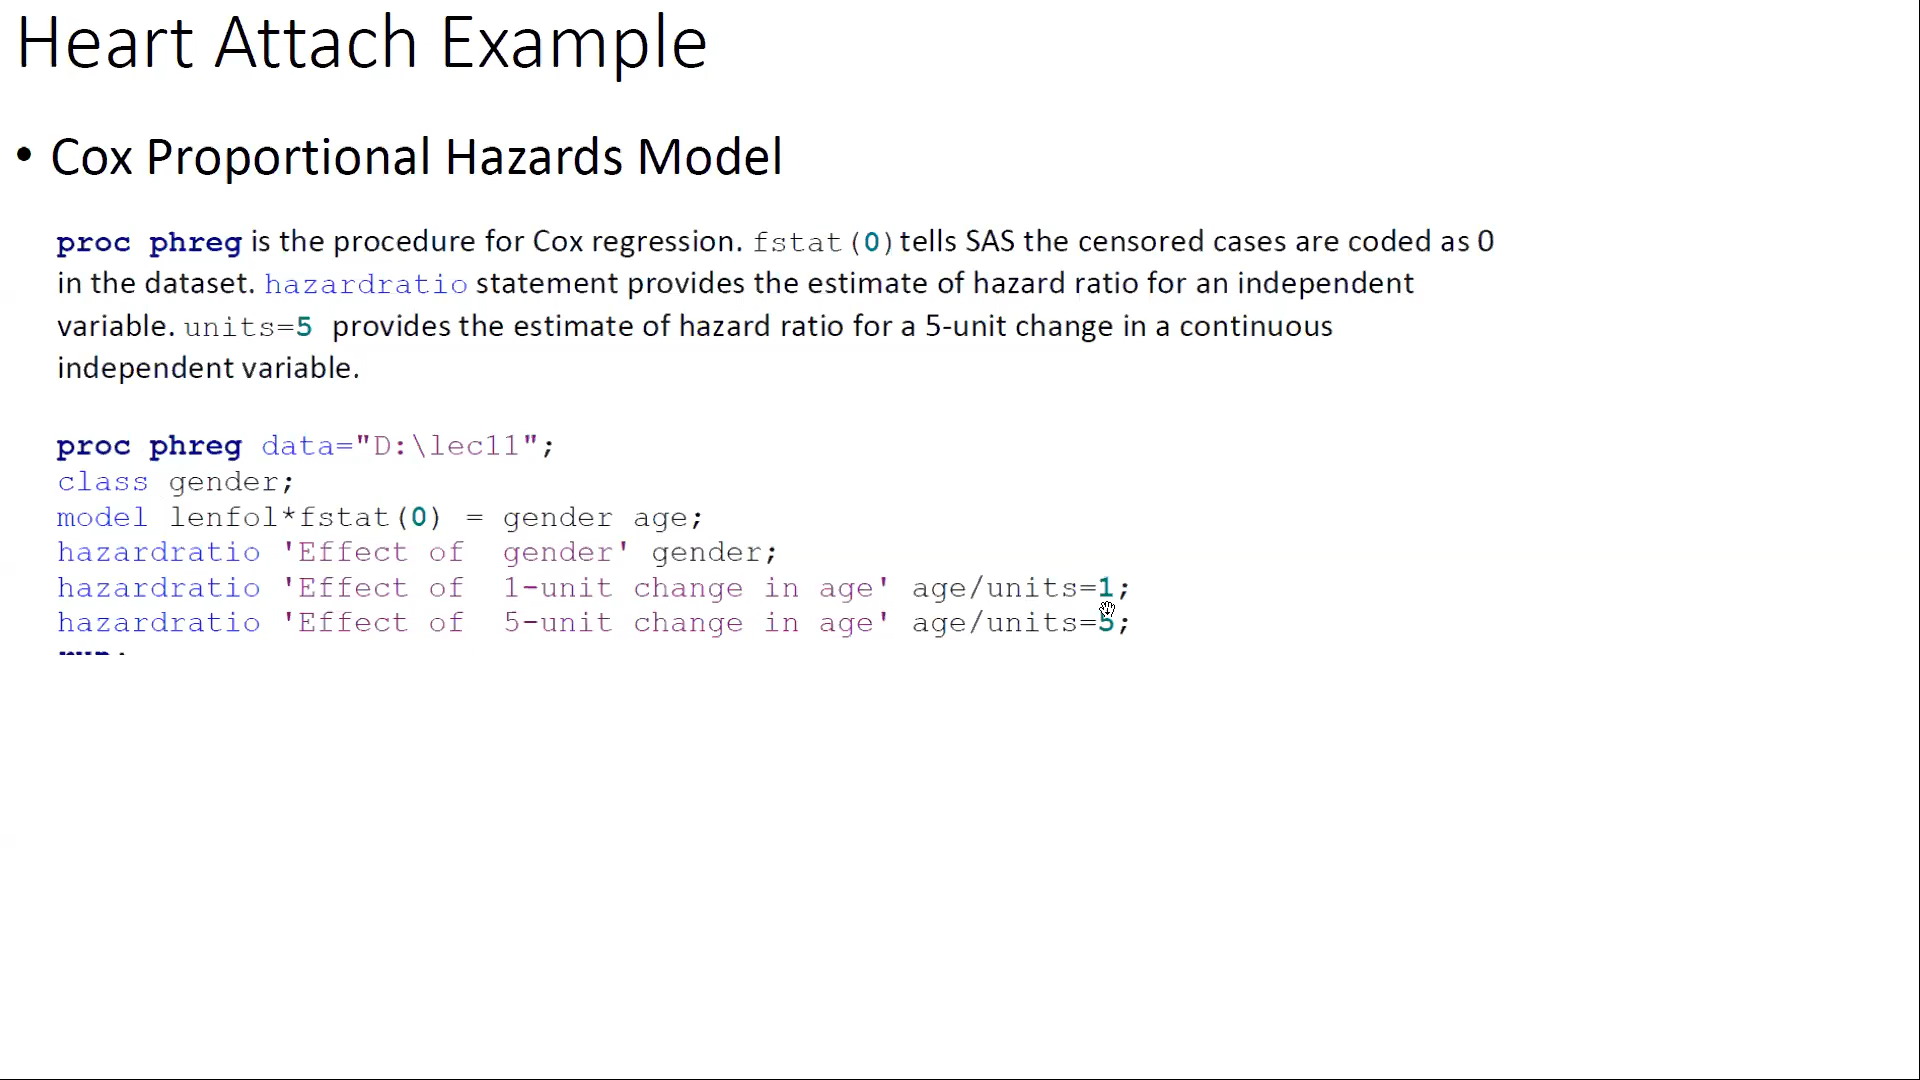 Heart Attach Example
• Cox Proportional Hazards Model
proc phreg is the procedure for Cox regression. fstat(0) tells SAS the censored cases are coded as 0
in the dataset. hazardratio statement provides the estimate of hazard ratio for an independent
variable. units=5 provides the estimate of hazard ratio for a 5-unit change in a continuous
independent variable.
proc phreg data="D:\lec11";
class gender;
model lenfol*fstat(0) = gender age;
hazardratio 'Effect of  gender' gender;
hazardratio 'Effect of  1-unit change in age' age/units=1;
hazardratio 'Effect of  5-unit change in age' age/units=5;
run;